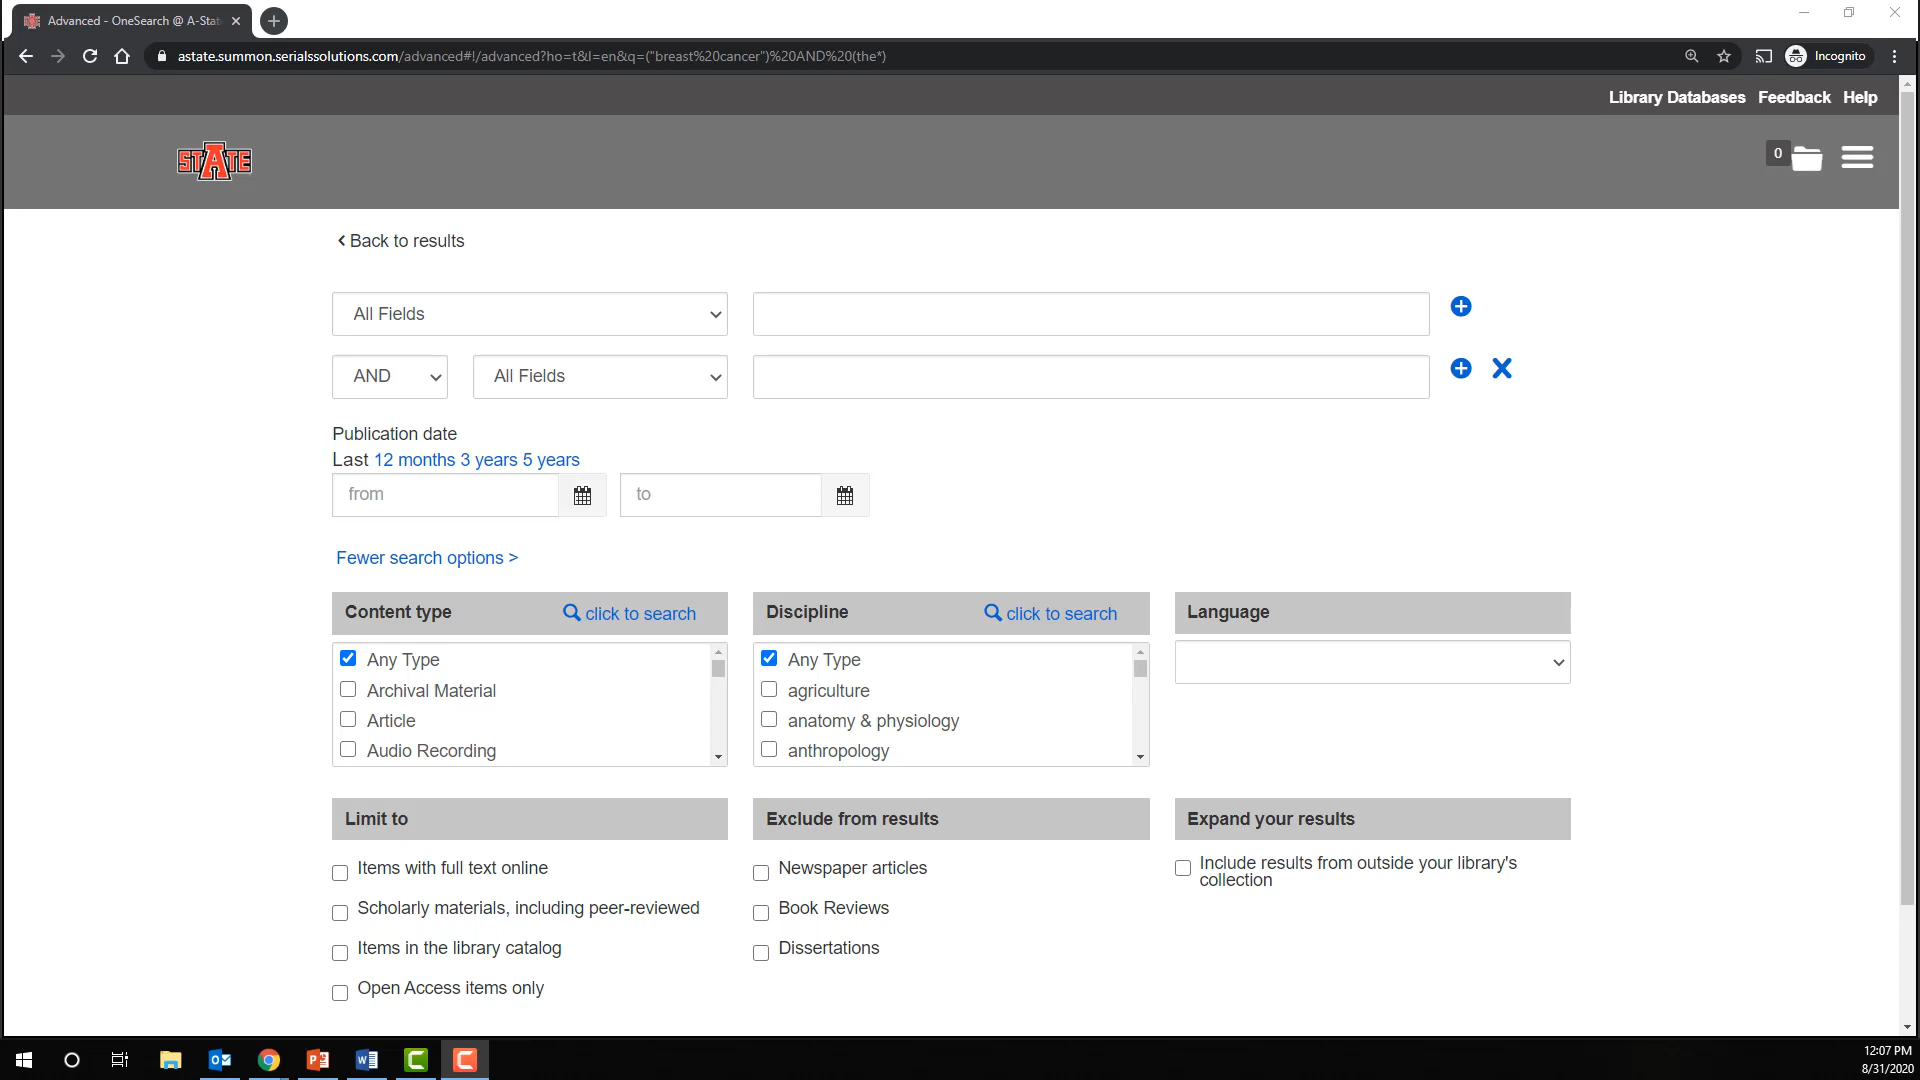 Advanced - OneSearch @ A-Stat
astate.summon.serialssolutions.com/advanced#!/advanced?ho=t&l=en&q=("breast%20cancer")%20AND%20(the*)
Incognito
Library Databases Feedback Help
STATE
0
Back to results
All Fields
AND All Fields
Publication date
Last 12 months 3 years 5 years
from to
Fewer search options >
Content type click to search Discipline click to search Language
Any Type Any Type
Archival Material agriculture
Article anatomy & physiology
Audio Recording anthropology
Limit to Exclude from results Expand your results
Items with full text online Newspaper articles Include results from outside your library's
collection
Scholarly materials, including peer-reviewed Book Reviews
Items in the library catalog Dissertations
Open Access items only
12:07 PM
8/31/2020